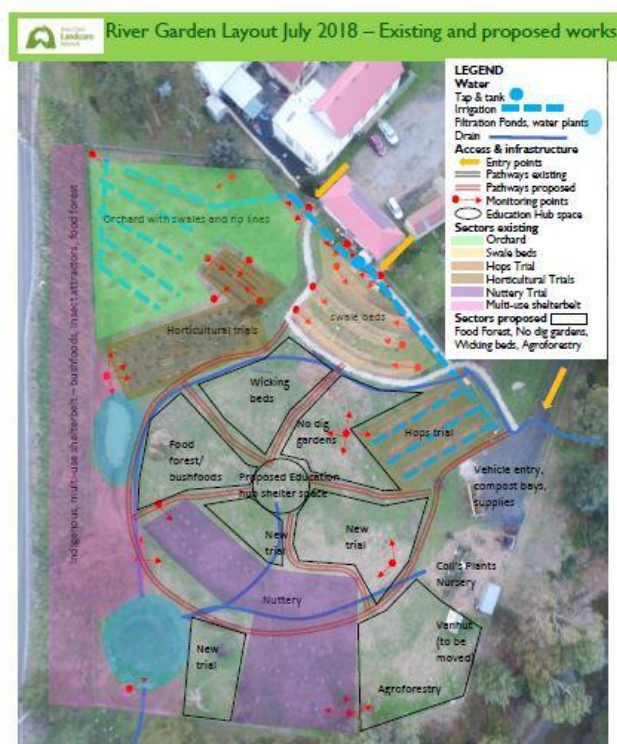 Landcare
River Garden Layout July 2018 – Existing and proposed works
LEGEND
Water
Tap & tank
Irrigation
Filtration Ponds, water plants
Drain
Access & infrastructure
Entry points
Pathways existing
Pathways proposed
Monitoring points
Education Hub space
Sectors existing
Orchard
Swale beds
Hops Trial
Horticultural Trials
Nuttery Trial
Multi-use shelterbelt
Sectors proposed
Food Forest, No dig gardens,
Wicking beds, Agroforestry
Indigenous, multi-use shelterbelt – bushfoods, insect attractors, food forest
Orchard with swales and rip lines
Horticultural trials
swale beds
Wicking
beds
No dig
gardens
Hops trial
Food
forest/
bushfoods
Proposed Education
hub shelter space
Vehicle entry,
compost bays,
supplies
New
trial
New
trial
Nuttery
Plants
Nursery
New
trial
Vanhut
(to be
moved)
Agroforestry